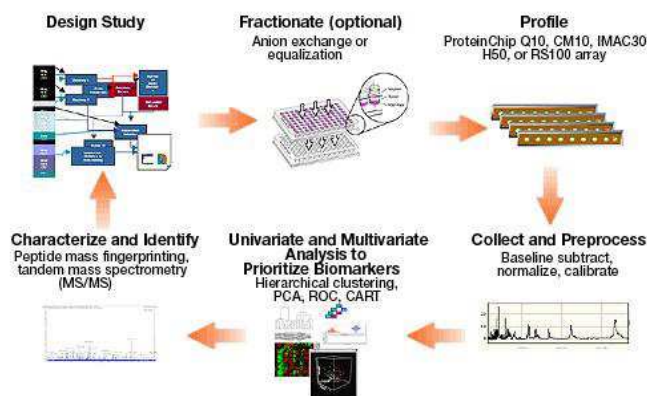 Design Study
Fractionate (optional)
Anion exchange or
equalization
Profile
ProteinChip Q10, CM10, IMAC30
H50, or RS100 array
Collect and Preprocess
Baseline subtract,
normalize, calibrate
Univariate and Multivariate
Analysis to
Prioritize Biomarkers
Hierarchical clustering,
PCA, ROC, CART
Characterize and Identify
Peptide mass fingerprinting,
tandem mass spectrometry
(MS/MS)